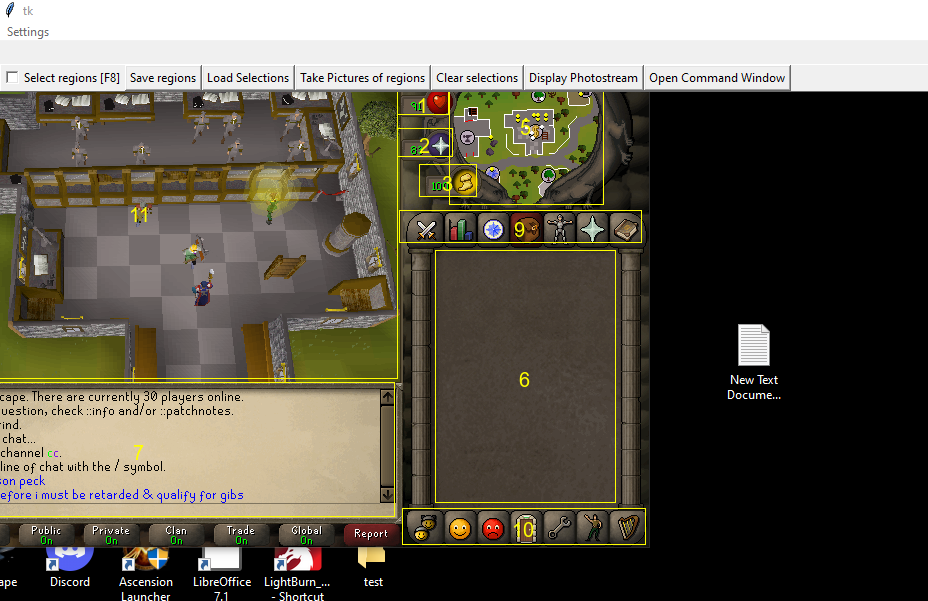 tk
Settings
Select regions [F8] Save regions Load Selections Take Pictures of regions Clear selections Display Photostream Open Command Window
1
2
3
5
11
9
6
cape. There are currently 30 players online.
uestion, check ::info and/or ::patchnotes.
ind.
chat...
channel cc.
7
line of chat with the / symbol.
son peck
efore i must be retarded & qualify for gibs
10
Public Private Clan Trade Global Report
On On On On On
New Text
Docume...
ape Discord Ascension LibreOffice LightBurn_... test
Launcher 7.1 - Shortcut